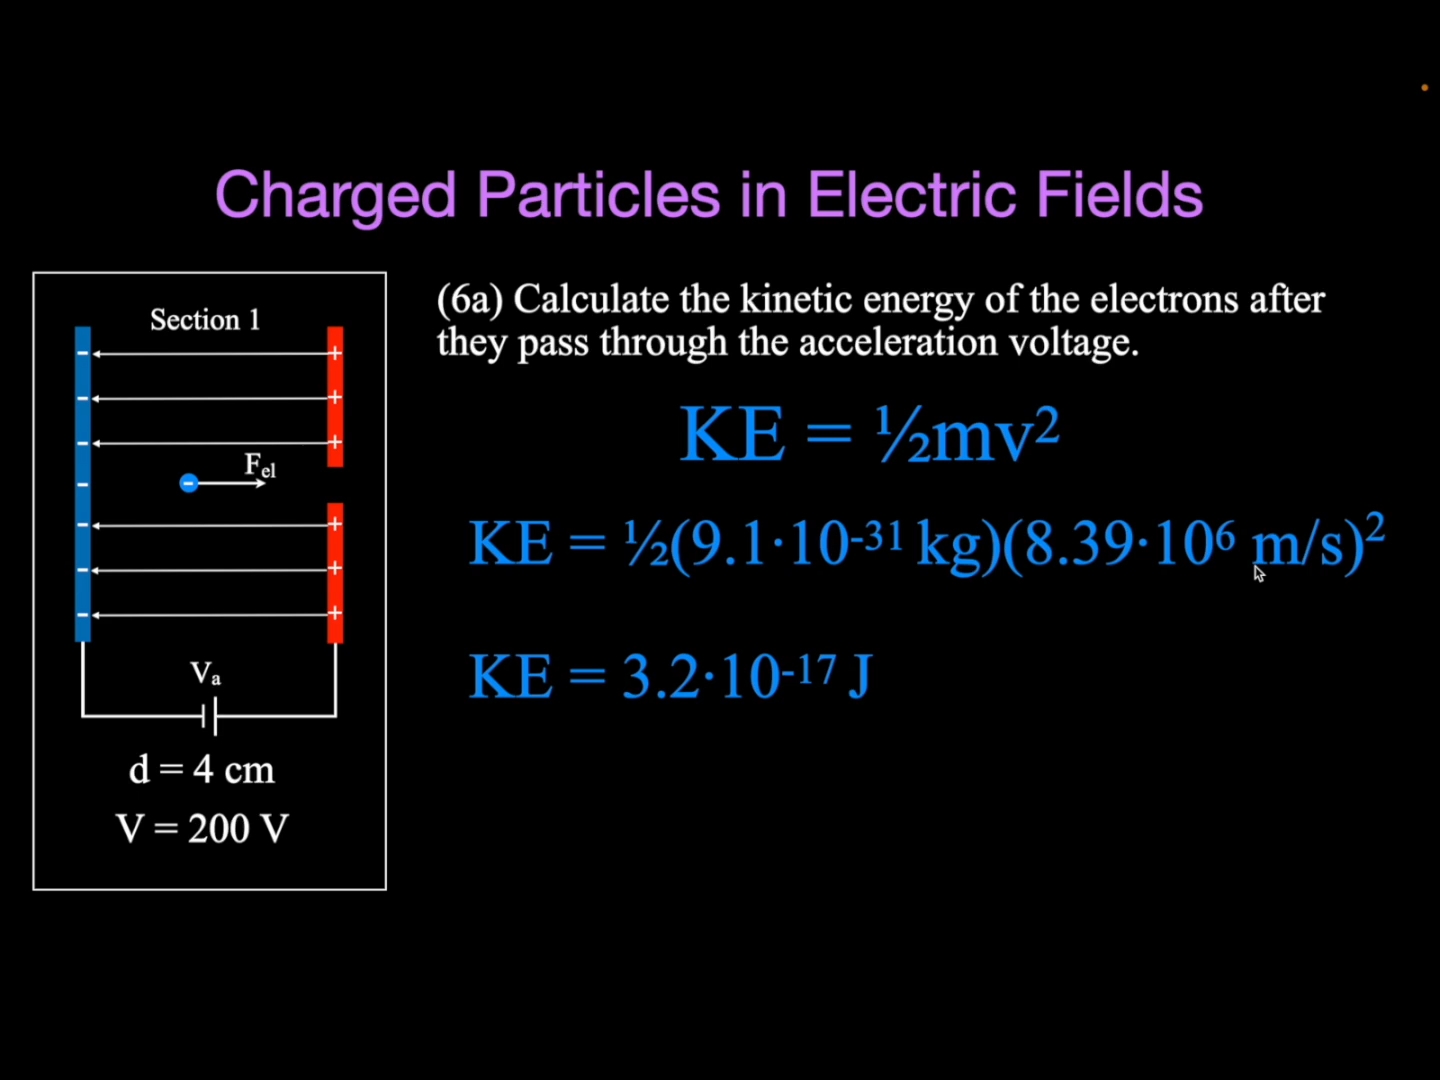 Charged Particles in Electric Fields
Section 1
Fel
Va
d = 4 cm
V = 200 V
(6a) Calculate the kinetic energy of the electrons after
they pass through the acceleration voltage.
KE = ½mv²
KE = ½(9.1·10⁻³¹ kg)(8.39·10⁶ m/s)²
KE = 3.2·10⁻¹⁷ J